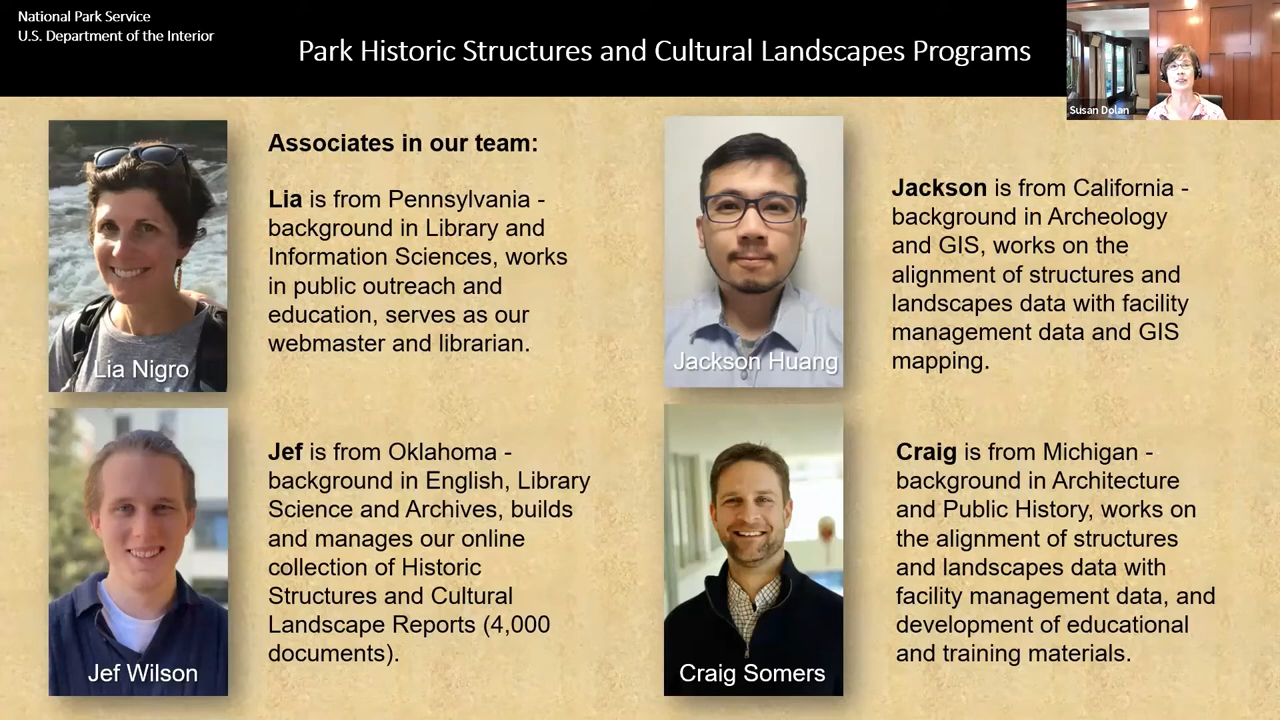 National Park Service
U.S. Department of the Interior
Park Historic Structures and Cultural Landscapes Programs
Susan Dolan
Associates in our team:
Lia is from Pennsylvania -
background in Library and
Information Sciences, works
in public outreach and
education, serves as our
webmaster and librarian.
Lia Nigro
Jackson is from California -
background in Archeology
and GIS, works on the
alignment of structures and
landscapes data with facility
management data and GIS
mapping.
Jackson Huang
Jef is from Oklahoma -
background in English, Library
Science and Archives, builds
and manages our online
collection of Historic
Structures and Cultural
Landscape Reports (4,000
documents).
Jef Wilson
Craig is from Michigan -
background in Architecture
and Public History, works on
the alignment of structures
and landscapes data with
facility management data, and
development of educational
and training materials.
Craig Somers